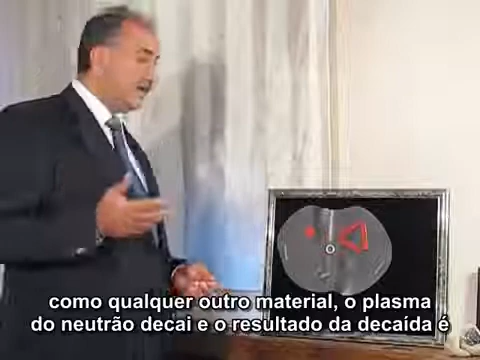 como qualquer outro material, o plasma
do neutrão decai e o resultado da decaída é